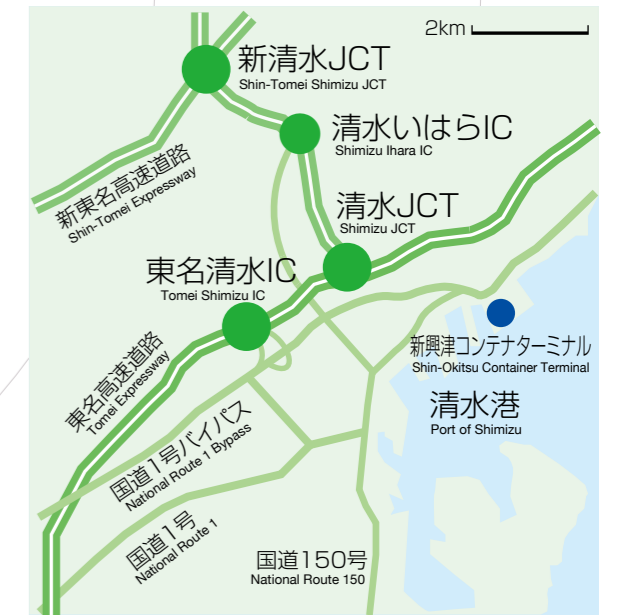 2km
新清水JCT
Shin-Tomei Shimizu JCT
清水いはらIC
Shimizu Ihara IC
新東名高速道路
Shin-Tomei Expressway
清水JCT
Shimizu JCT
東名清水IC
Tomei Shimizu IC
新興津コンテナターミナル
Shin-Okitsu Container Terminal
東名高速道路
Tomei Expressway
清水港
Port of Shimizu
国道1号バイパス
National Route 1 Bypass
国道1号
National Route 1
国道150号
National Route 150